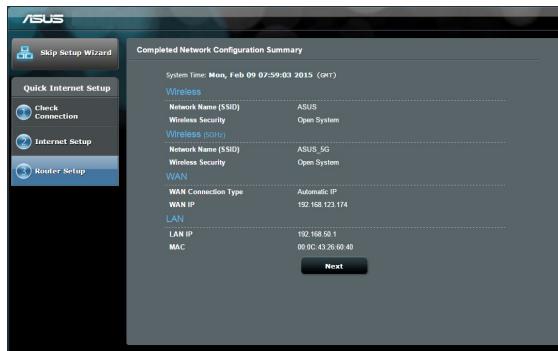 ASUS
Skip Setup Wizard
Quick Internet Setup
1 Check Connection
2 Internet Setup
3 Router Setup
Completed Network Configuration Summary
System Time: Mon, Feb 09 07:59:03 2015 (GMT)
Wireless
Network Name (SSID) ASUS
Wireless Security Open System
Wireless (5GHz)
Network Name (SSID) ASUS_5G
Wireless Security Open System
WAN
WAN Connection Type Automatic IP
WAN IP 192.168.123.174
LAN
LAN IP 192.168.50.1
MAC 00:0C:43:26:60:40
Next